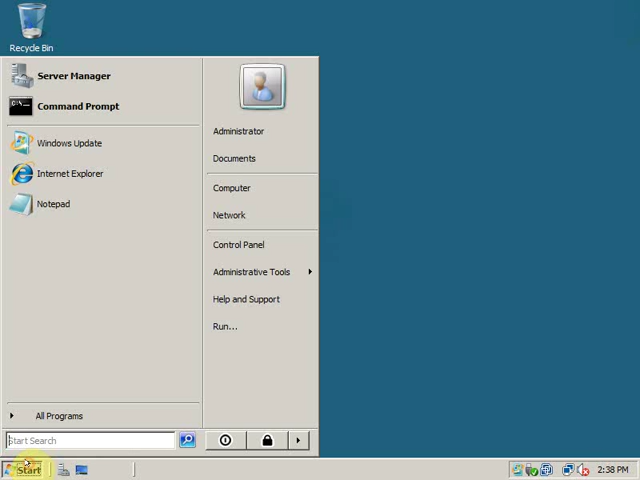 Recycle Bin
Server Manager
Command Prompt
Windows Update
Internet Explorer
Notepad
All Programs
Start Search
Administrator
Documents
Computer
Network
Control Panel
Administrative Tools
Help and Support
Run...
Start
2:38 PM